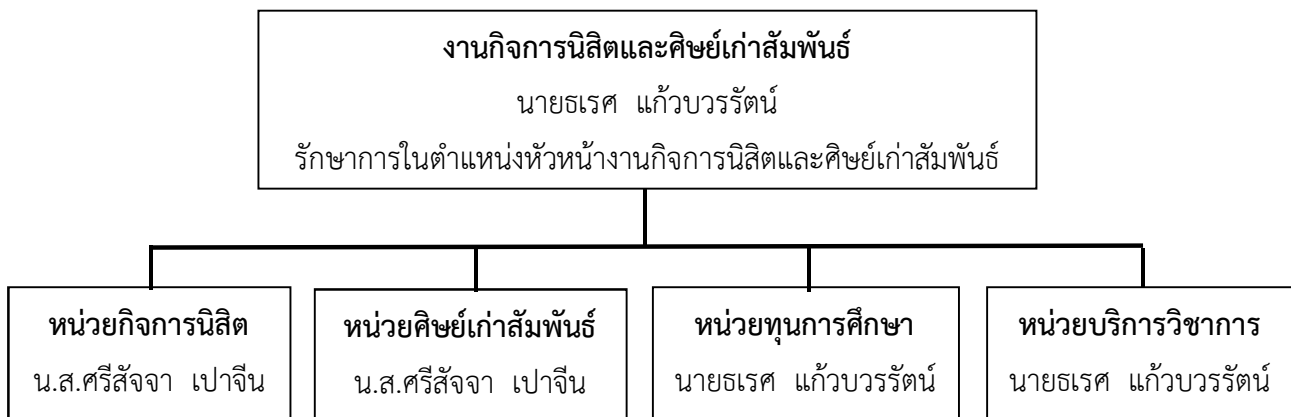 งานกิจการนิสิตและศิษย์เก่าสัมพันธ์
นายธเรศ แก้วบวรรัตน์
รักษาการในตำแหน่งหัวหน้างานกิจการนิสิตและศิษย์เก่าสัมพันธ์
หน่วยกิจการนิสิต
น.ส.ศรีสัจจา เปาจีน
หน่วยศิษย์เก่าสัมพันธ์
น.ส.ศรีสัจจา เปาจีน
หน่วยทุนการศึกษา
นายธเรศ แก้วบวรรัตน์
หน่วยบริการวิชาการ
นายธเรศ แก้วบวรรัตน์